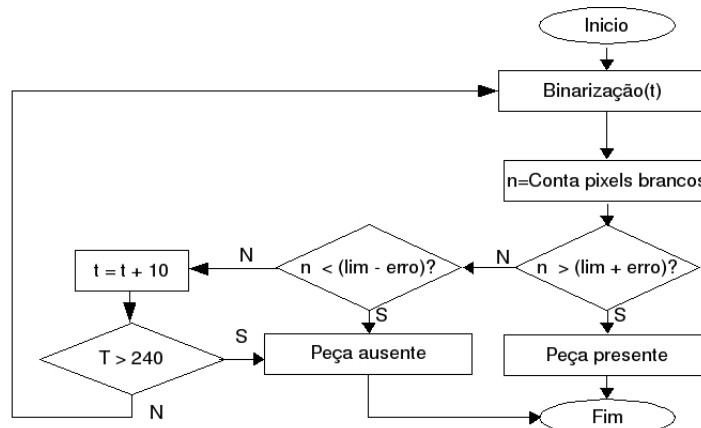 Inicio
Binarização(t)
n=Conta pixels brancos
n > (lim + erro)?
N
n < (lim - erro)?
N
t = t + 10
S
S
T > 240
S
N
Peça ausente
Peça presente
Fim